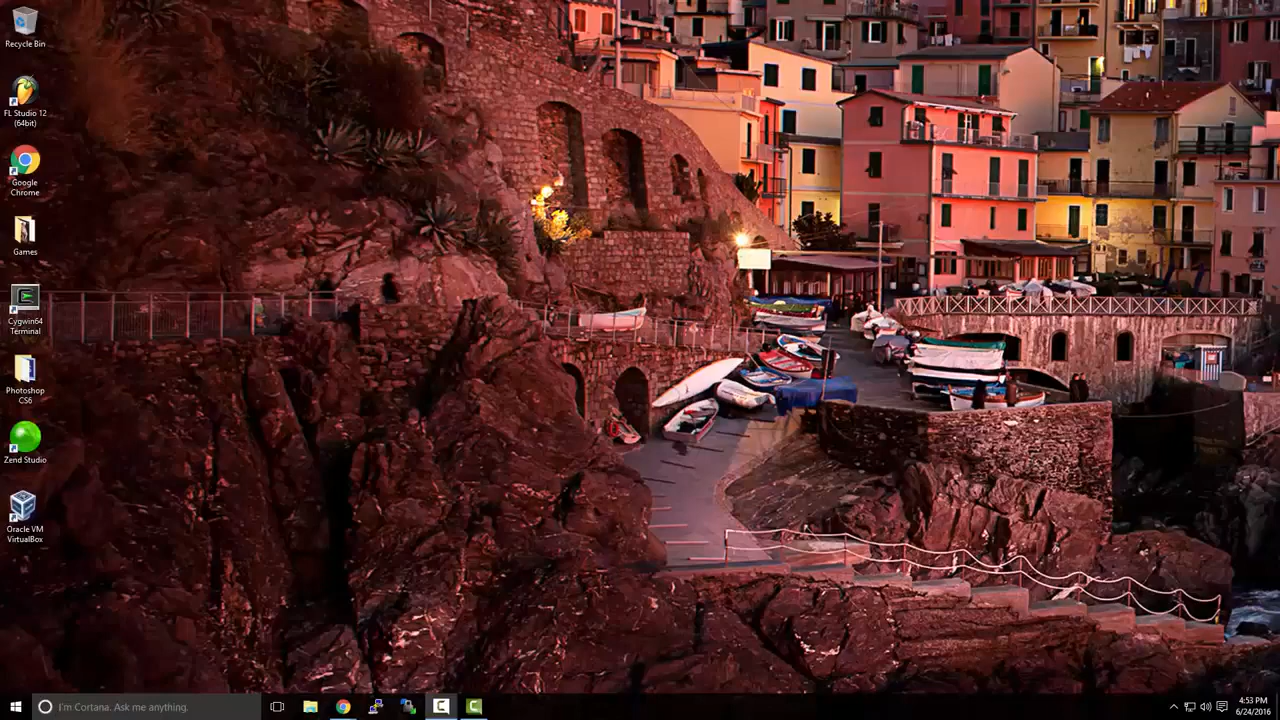 Recycle Bin
FL Studio 12
(64bit)
Google
Chrome
Games
Cygwin64
Terminal
Photoshop
CS6
Zend Studio
Oracle VM
VirtualBox
I'm Cortana. Ask me anything.
4:53 PM
6/24/2016